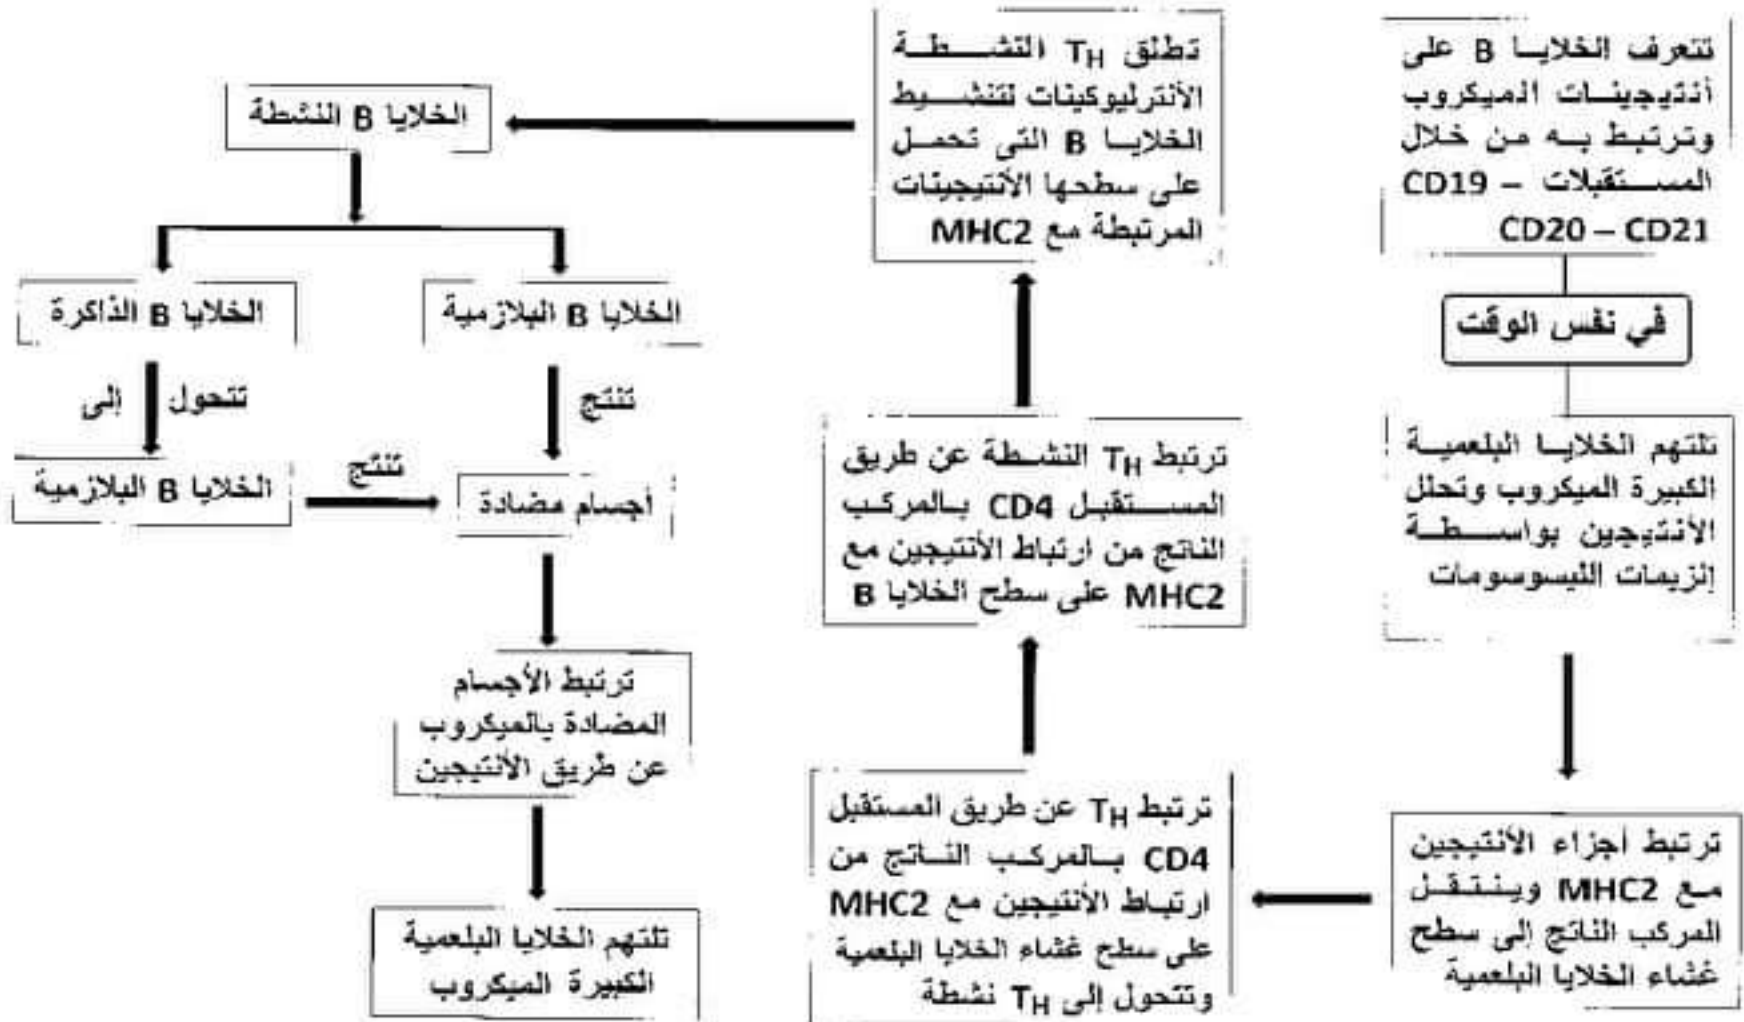 تتعرف الخلايا B على
أنتيجينات الميكروب
وترتبط به من خلال
المستقبلات – CD19
CD20 – CD21
في نفس الوقت
تلتهم الخلايا البلعمية
الكبيرة الميكروب وتحلل
الأنتيجين بواسطة
إنزيمات الليسوسومات
ترتبط أجزاء الأنتيجين
مع MHC2 وينتقل
المركب الناتج إلى سطح
غشاء الخلايا البلعمية
ترتبط TH عن طريق المستقبل
CD4 بالمركب الناتج من
ارتباط الأنتيجين مع MHC2
على سطح غشاء الخلايا البلعمية
وتتحول إلى TH نشطة
ترتبط TH النشطة عن طريق
المستقبل CD4 بالمركب
الناتج من ارتباط الأنتيجين مع
MHC2 على سطح الخلايا B
تطلق TH النشطة
الأنترليوكينات لتنشيط
الخلايا B التى تحمل
على سطحها الأنتيجينات
المرتبطة مع MHC2
الخلايا B النشطة
الخلايا B البلازمية
الخلايا B الذاكرة
تنتج
تتحول إلى
الخلايا B البلازمية
تنتج
أجسام مضادة
ترتبط الأجسام
المضادة بالميكروب
عن طريق الأنتيجين
تلتهم الخلايا البلعمية
الكبيرة الميكروب